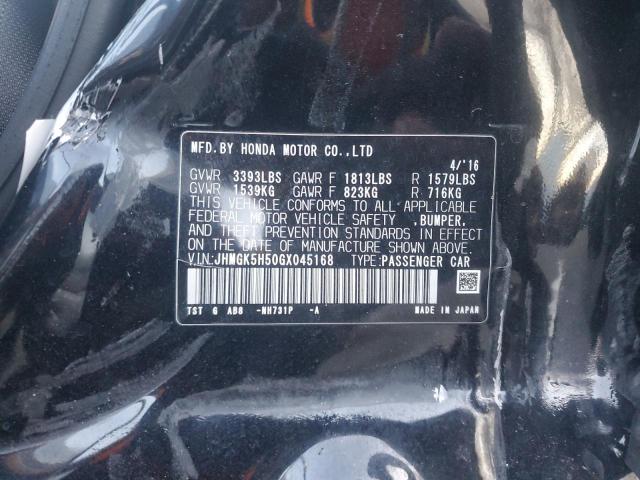 MFD.BY HONDA MOTOR CO.,LTD 4/'16
GVWR 3393LBS GAWR F 1813LBS R 1579LBS
GVWR 1539KG GAWR F 823KG R 716KG
THIS VEHICLE CONFORMS TO ALL APPLICABLE
FEDERAL MOTOR VEHICLE SAFETY ,BUMPER,
AND THEFT PREVENTION STANDARDS IN EFFECT
ON THE DATE OF MANUFACTURE SHOWN ABOVE.
V.I.N:JHMGK5H50GX045168 TYPE:PASSENGER CAR
TST G AB8 -NH731P -A MADE IN JAPAN